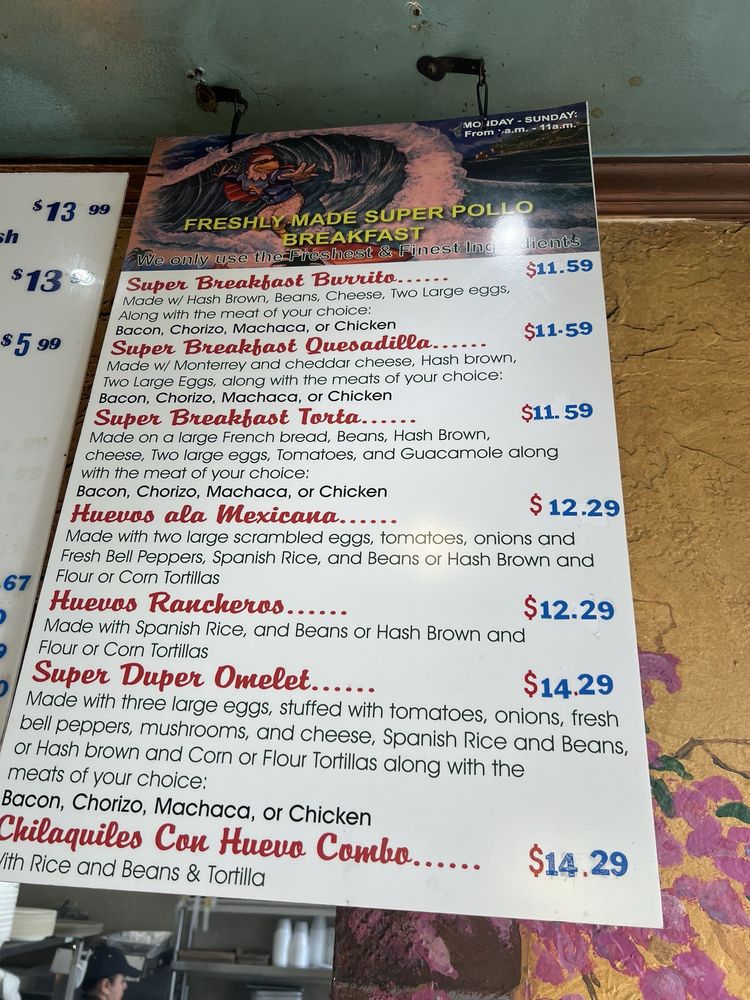 $13 99
$13
$5 99
.67
MONDAY - SUNDAY:
From a.m. - 11a.m.
FRESHLY MADE SUPER POLLO
BREAKFAST
We only use the Freshest & Finest Ingredients
Super Breakfast Burrito...... $11.59
Made w/ Hash Brown, Beans, Cheese, Two Large eggs,
Along with the meat of your choice:
Bacon, Chorizo, Machaca, or Chicken
Super Breakfast Quesadilla...... $11.59
Made w/ Monterrey and cheddar cheese, Hash brown,
Two Large Eggs, along with the meats of your choice:
Bacon, Chorizo, Machaca, or Chicken
Super Breakfast Torta...... $11.59
Made on a large French bread, Beans, Hash Brown,
cheese, Two large eggs, Tomatoes, and Guacamole along
with the meat of your choice:
Bacon, Chorizo, Machaca, or Chicken
Huevos ala Mexicana...... $12.29
Made with two large scrambled eggs, tomatoes, onions and
Fresh Bell Peppers, Spanish Rice, and Beans or Hash Brown and
Flour or Corn Tortillas
Huevos Rancheros...... $12.29
Made with Spanish Rice, and Beans or Hash Brown and
Flour or Corn Tortillas
Super Duper Omelet...... $14.29
Made with three large eggs, stuffed with tomatoes, onions, fresh
bell peppers, mushrooms, and cheese, Spanish Rice and Beans,
or Hash brown and Corn or Flour Tortillas along with the
meats of your choice:
Bacon, Chorizo, Machaca, or Chicken
Chilaquiles Con Huevo Combo...... $14.29
With Rice and Beans & Tortilla